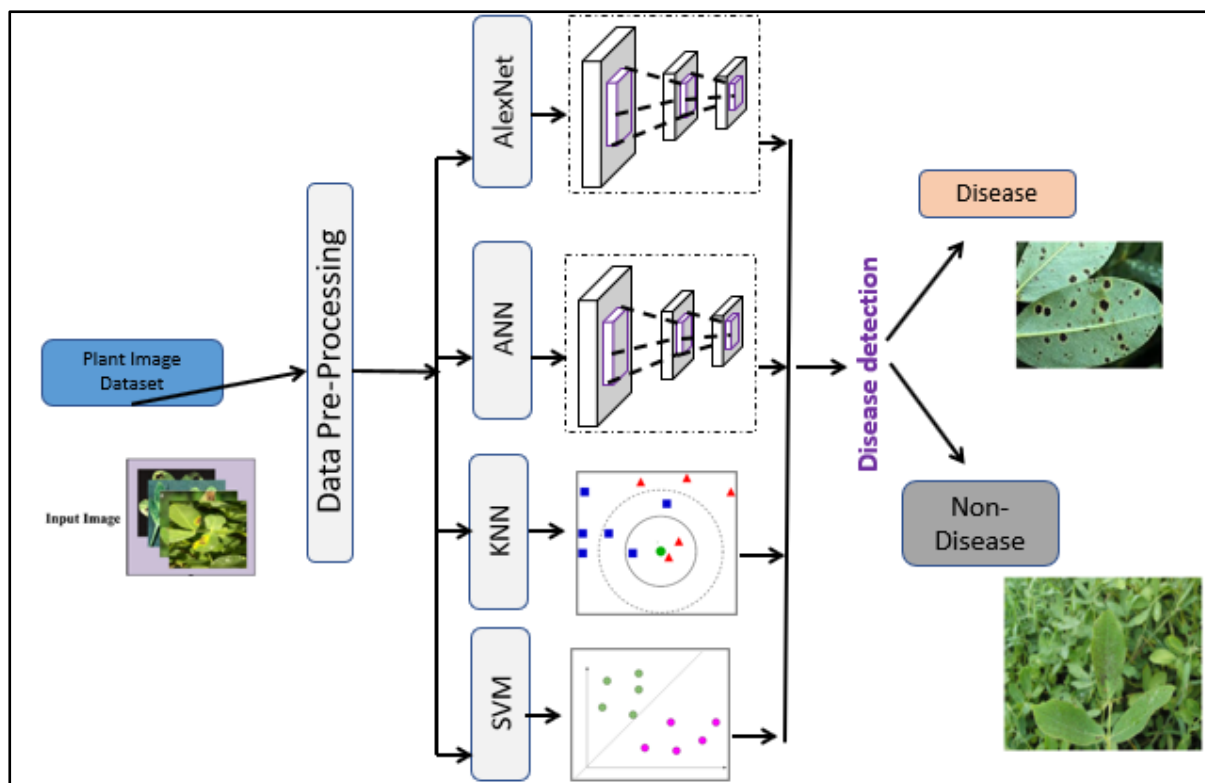 Plant Image
Dataset
Input Image
Data Pre-Processing
AlexNet
ANN
KNN
SVM
Disease detection
Disease
Non-
Disease